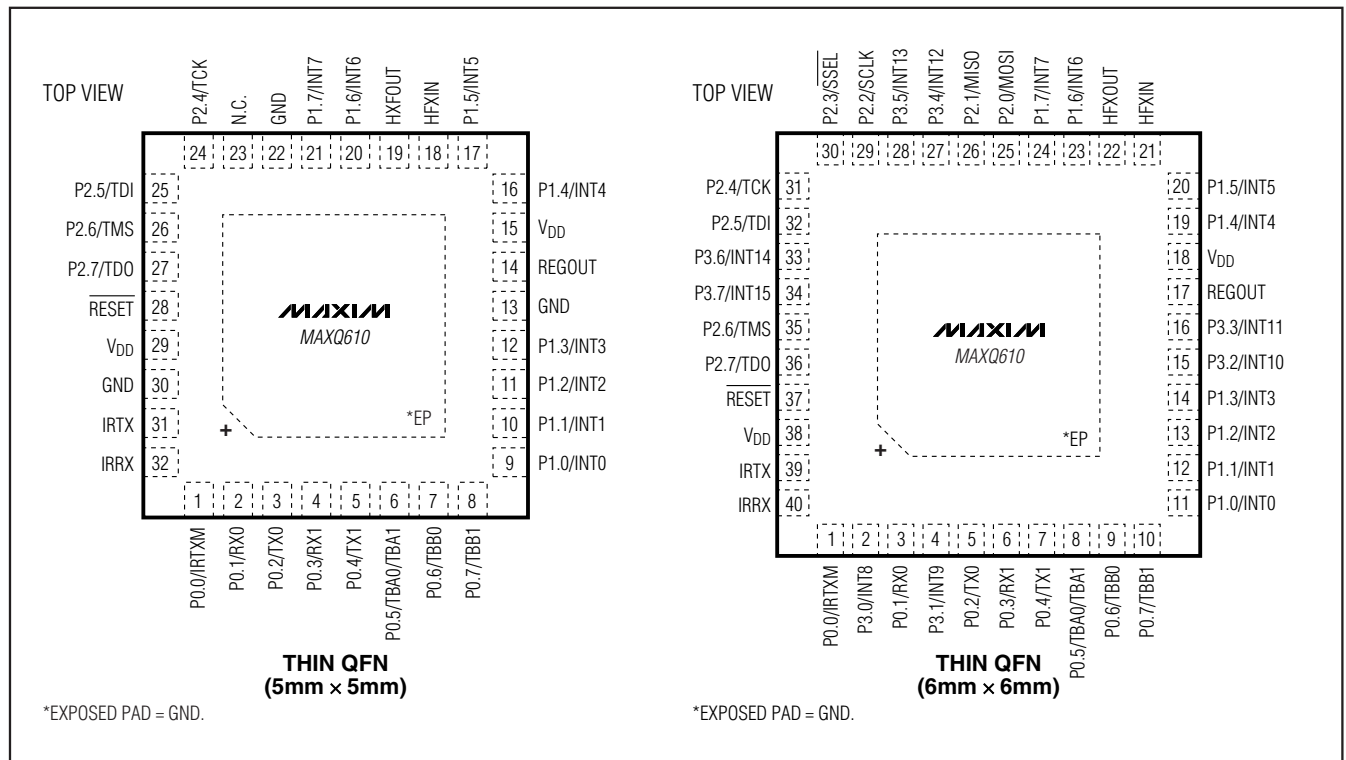 TOP VIEW
P2.4/TCK
N.C.
GND
P1.7/INT7
P1.6/INT6
HXFOUT
HFXIN
P1.5/INT5
24 23 22 21 20 19 18 17
P2.5/TDI 25
P2.6/TMS 26
P2.7/TDO 27
RESET 28
VDD 29
GND 30
IRTX 31
IRRX 32
16 P1.4/INT4
15 VDD
14 REGOUT
13 GND
12 P1.3/INT3
11 P1.2/INT2
10 P1.1/INT1
9 P1.0/INT0
MAXIM
MAXQ610
*EP
+
1 2 3 4 5 6 7 8
P0.0/IRTXM
P0.1/RX0
P0.2/TX0
P0.3/RX1
P0.4/TX1
P0.5/TBA0/TBA1
P0.6/TBB0
P0.7/TBB1
THIN QFN
(5mm × 5mm)
*EXPOSED PAD = GND.
TOP VIEW
P2.3/SSEL
P2.2/SCLK
P3.5/INT13
P3.4/INT12
P2.1/MISO
P2.0/MOSI
P1.7/INT7
P1.6/INT6
HFXOUT
HFXIN
30 29 28 27 26 25 24 23 22 21
P2.4/TCK 31
P2.5/TDI 32
P3.6/INT14 33
P3.7/INT15 34
P2.6/TMS 35
P2.7/TDO 36
RESET 37
VDD 38
IRTX 39
IRRX 40
20 P1.5/INT5
19 P1.4/INT4
18 VDD
17 REGOUT
16 P3.3/INT11
15 P3.2/INT10
14 P1.3/INT3
13 P1.2/INT2
12 P1.1/INT1
11 P1.0/INT0
MAXIM
MAXQ610
*EP
+
1 2 3 4 5 6 7 8 9 10
P0.0/IRTXM
P3.0/INT8
P0.1/RX0
P3.1/INT9
P0.2/TX0
P0.3/RX1
P0.4/TX1
P0.5/TBA0/TBA1
P0.6/TBB0
P0.7/TBB1
THIN QFN
(6mm × 6mm)
*EXPOSED PAD = GND.